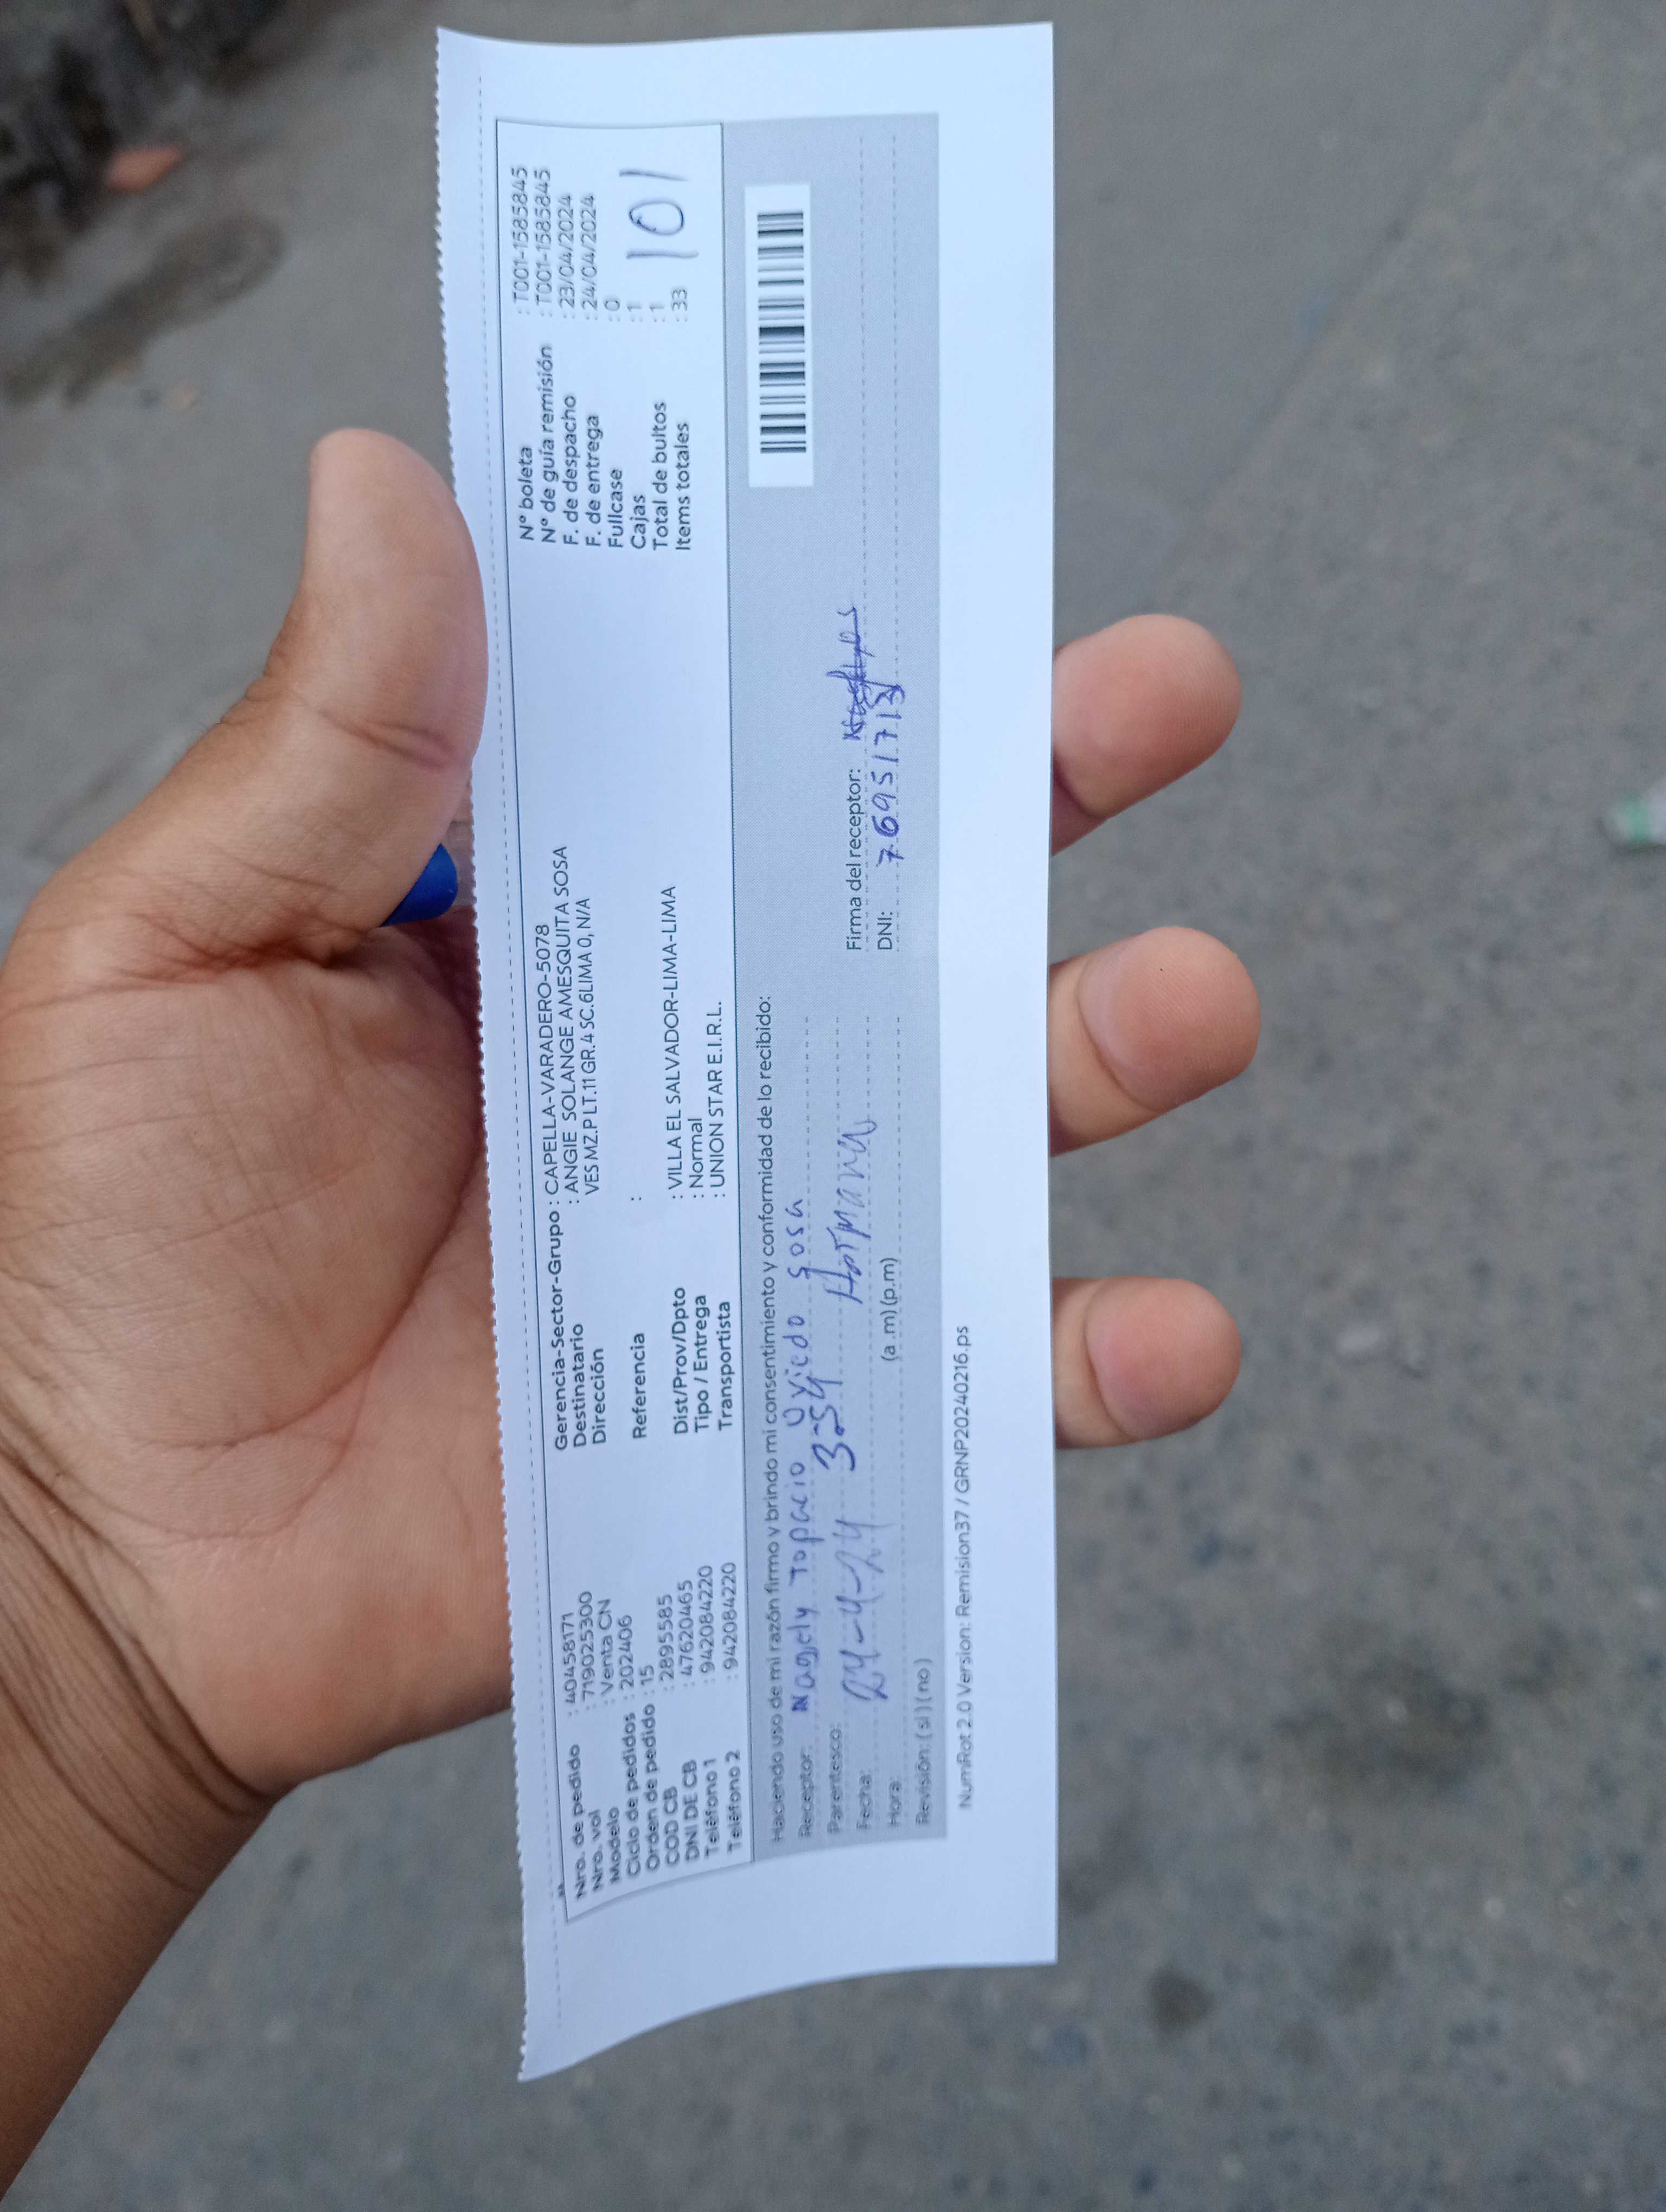 Nro. de pedido : 40458171
Nro. vol : 719025300
Modelo : Venta CN
Ciclo de pedidos : 202406
Orden de pedido : 15
COD CB : 2895585
DNI DE CB : 47620465
Teléfono 1 : 942084220
Teléfono 2 : 942084220
Gerencia-Sector-Grupo : CAPELLA-VARADERO-5078
Destinatario : ANGIE SOLANGE AMESQUITA SOSA
Dirección VES MZ.P LT.11 GR.4 SC.6LIMA 0, N/A
Referencia :
Dist/Prov/Dpto : VILLA EL SALVADOR-LIMA-LIMA
Tipo / Entrega : Normal
Transportista : UNION STAR E.I.R.L.
N° boleta : T001-1585845
N° de guía remisión : T001-1585845
F. de despacho : 23/04/2024
F. de entrega : 24/04/2024
Fullcase : 0
Cajas : 1
Total de bultos : 1
Items totales : 33
101
Haciendo uso de mi razón firmo y brindo mi consentimiento y conformidad de lo recibido:
Receptor: Nagely Topacio Oviedo Sosa
Parentesco: 3:54 Hermana
Fecha: 24-4-24
Hora: (a .m) (p.m)
Revisión: ( si ) ( no )
Firma del receptor:
DNI: 76951713
NumRot 2.0 Version: Remision37 / GRNP20240216.ps